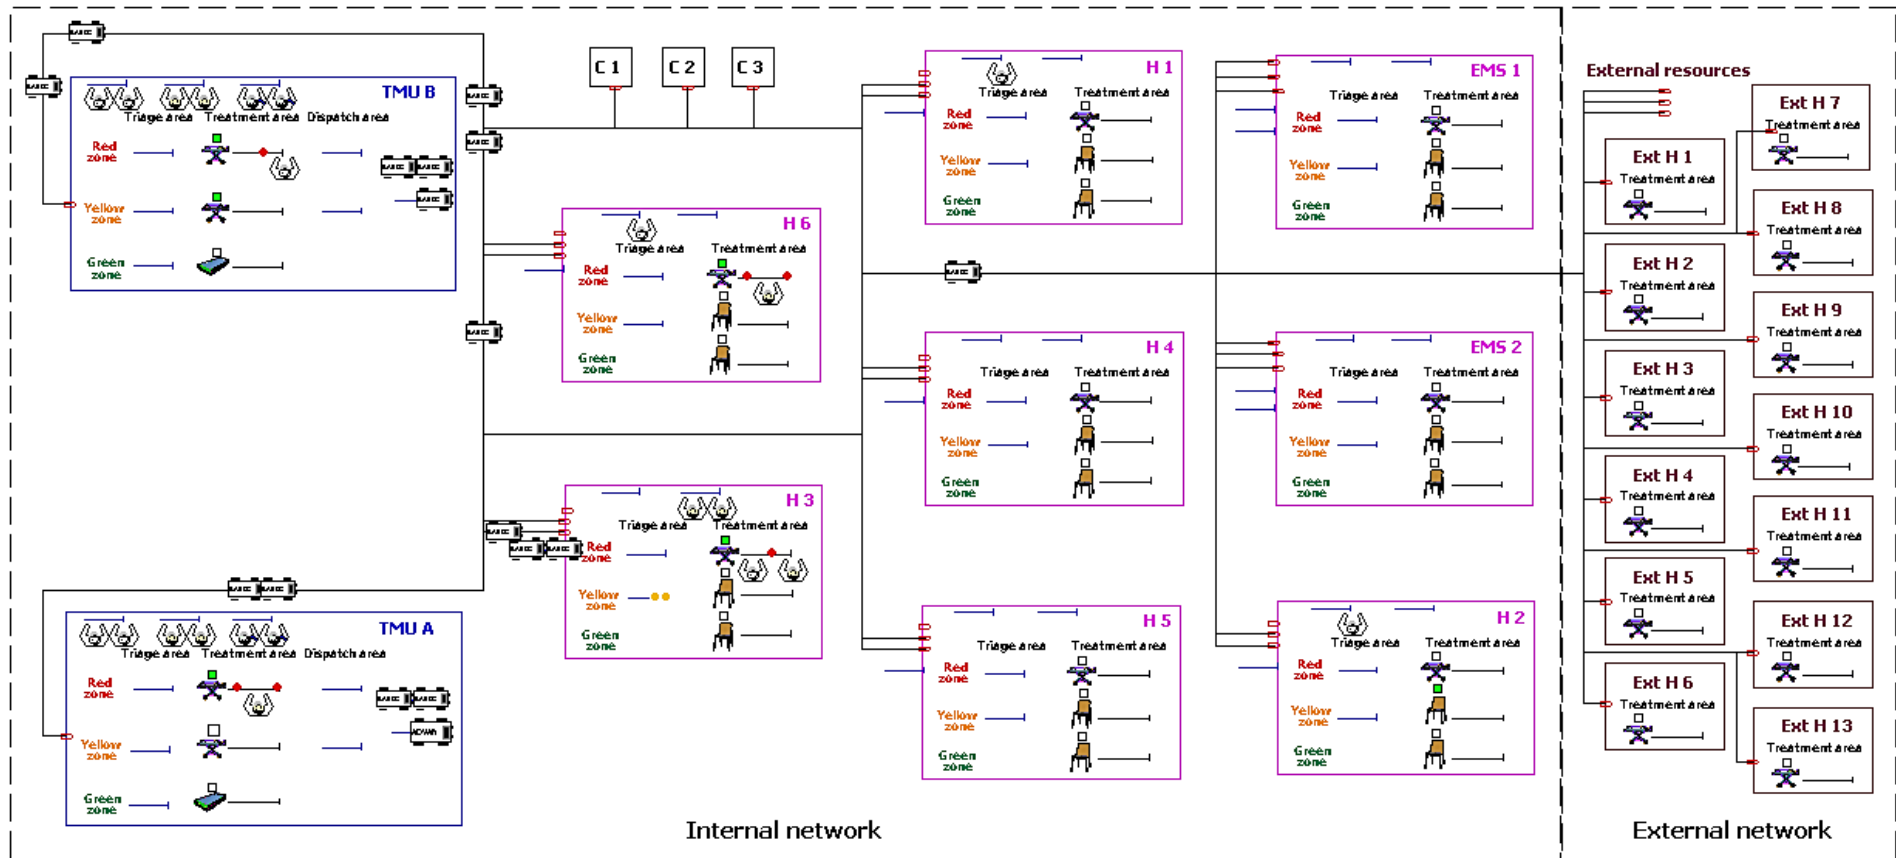 C 1
C 2
C 3
TMU B
Triage area Treatment area Dispatch area
Red
zone
Yellow
zone
Green
zone
H 6
Triage area Treatment area
Red
zone
Yellow
zone
Green
zone
H 3
Triage area Treatment area
Red
zone
Yellow
zone
Green
zone
TMU A
Triage area Treatment area Dispatch area
Red
zone
Yellow
zone
Green
zone
H 1
Triage area Treatment area
Red
zone
Yellow
zone
Green
zone
H 4
Triage area Treatment area
Red
zone
Yellow
zone
Green
zone
H 5
Triage area Treatment area
Red
zone
Yellow
zone
Green
zone
EMS 1
Triage area Treatment area
Red
zone
Yellow
zone
Green
zone
EMS 2
Triage area Treatment area
Red
zone
Yellow
zone
Green
zone
H 2
Triage area Treatment area
Red
zone
Yellow
zone
Green
zone
Internal network
External resources
Ext H 1
Treatment area
Ext H 2
Treatment area
Ext H 3
Treatment area
Ext H 4
Treatment area
Ext H 5
Treatment area
Ext H 6
Treatment area
Ext H 7
Treatment area
Ext H 8
Treatment area
Ext H 9
Treatment area
Ext H 10
Treatment area
Ext H 11
Treatment area
Ext H 12
Treatment area
Ext H 13
Treatment area
External network